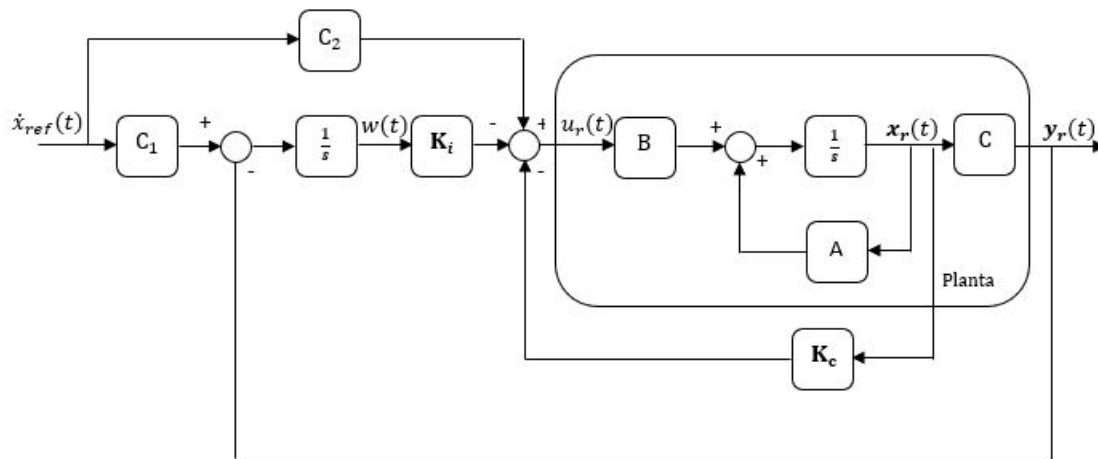 C₂
ẋ_ref(t)
C₁
+
-
1/s
w(t)
K_i
-
+
-
u_r(t)
B
+
+
1/s
x_r(t)
C
y_r(t)
A
Planta
K_c